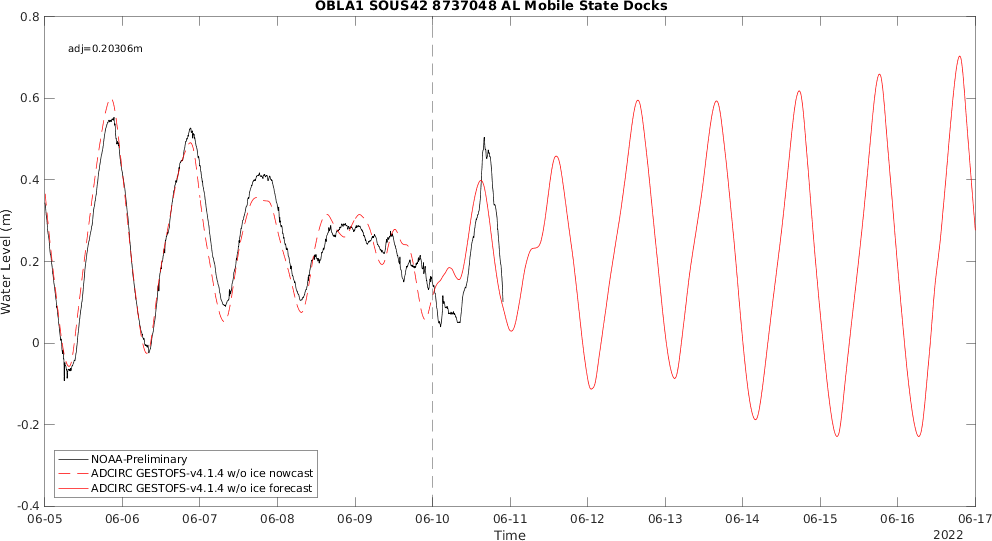 OBLA1 SOUS42 8737048 AL Mobile State Docks
adj=0.20306m
Water Level (m)
0.8
0.6
0.4
0.2
0
-0.2
-0.4
NOAA-Preliminary
ADCIRC GESTOFS-v4.1.4 w/o ice nowcast
ADCIRC GESTOFS-v4.1.4 w/o ice forecast
06-05 06-06 06-07 06-08 06-09 06-10 06-11 06-12 06-13 06-14 06-15 06-16 06-17
Time
2022